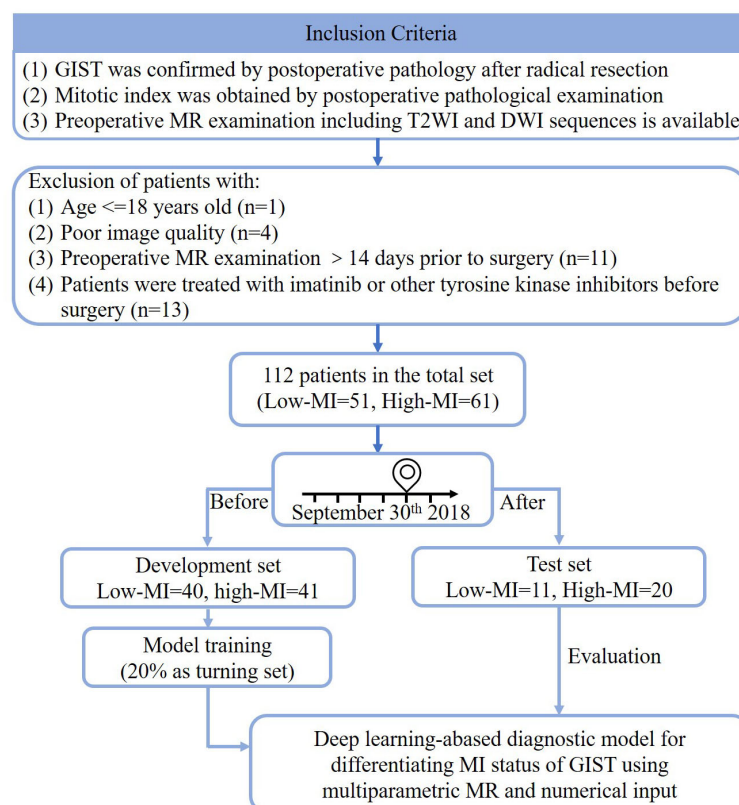 Inclusion Criteria
(1) GIST was confirmed by postoperative pathology after radical resection
(2) Mitotic index was obtained by postoperative pathological examination
(3) Preoperative MR examination including T2WI and DWI sequences is available
Exclusion of patients with:
(1) Age <=18 years old (n=1)
(2) Poor image quality (n=4)
(3) Preoperative MR examination > 14 days prior to surgery (n=11)
(4) Patients were treated with imatinib or other tyrosine kinase inhibitors before
surgery (n=13)
112 patients in the total set
(Low-MI=51, High-MI=61)
Before
September 30th 2018
After
Development set
Low-MI=40, high-MI=41
Test set
Low-MI=11, High-MI=20
Model training
(20% as turning set)
Evaluation
Deep learning-abased diagnostic model for
differentiating MI status of GIST using
multiparametric MR and numerical input